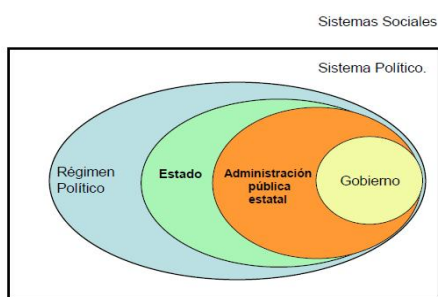 Sistemas Sociales
Sistema Político.
Régimen
Político
Estado
Administración
pública
estatal
Gobierno